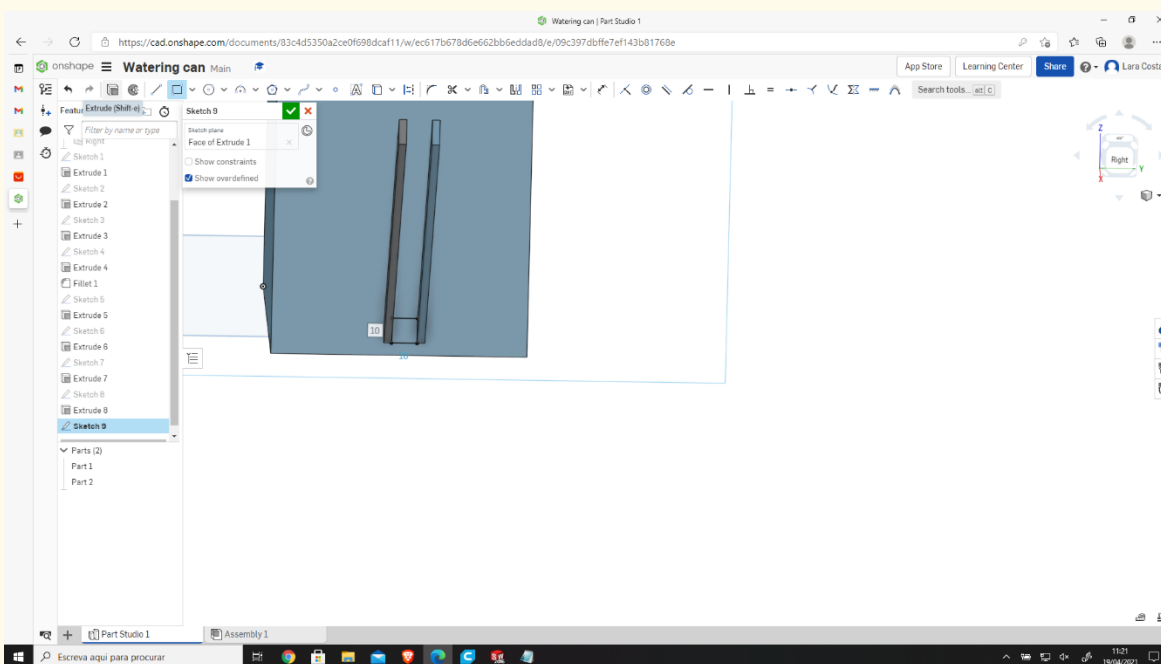 Watering can | Part Studio 1
https://cad.onshape.com/documents/83c4d5350a2ce0f698dcaf11/w/ec617b678d6e662bb6eddad8/e/09c397dbffe7ef143b81768e
onshape Watering can Main
App Store Learning Center Share Lara Costa
Search tools... alt C
Featu Extrude (Shift-e)
Sketch 9
Filter by name or type
Sketch plane
Face of Extrude 1
Right
Show constraints
Show overdefined
Sketch 1
Extrude 1
Sketch 2
Extrude 2
Sketch 3
Extrude 3
Sketch 4
Extrude 4
Fillet 1
Sketch 5
Extrude 5
Sketch 6
Extrude 6
Sketch 7
Extrude 7
Sketch 8
Extrude 8
Sketch 9
Parts (2)
Part 1
Part 2
10
10
Z
Right
Y
X
Part Studio 1 Assembly 1
Escreva aqui para procurar
11:21
19/04/2021